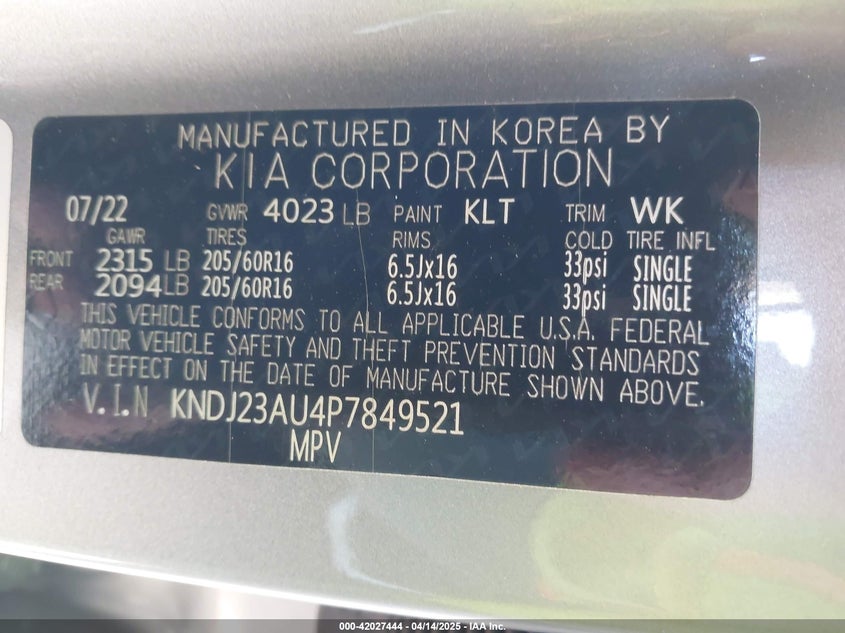 MANUFACTURED IN KOREA BY
KIA CORPORATION
07/22 GVWR 4023 LB PAINT KLT TRIM WK
GAWR TIRES RIMS COLD TIRE INFL
FRONT 2315 LB 205/60R16 6.5Jx16 33psi SINGLE
REAR 2094 LB 205/60R16 6.5Jx16 33psi SINGLE
THIS VEHICLE CONFORMS TO ALL APPLICABLE U.S.A. FEDERAL
MOTOR VEHICLE SAFETY AND THEFT PREVENTION STANDARDS
IN EFFECT ON THE DATE OF MANUFACTURE SHOWN ABOVE.
V.I.N KNDJ23AU4P7849521
MPV
000-42027444 - 04/14/2025 - IAA Inc.